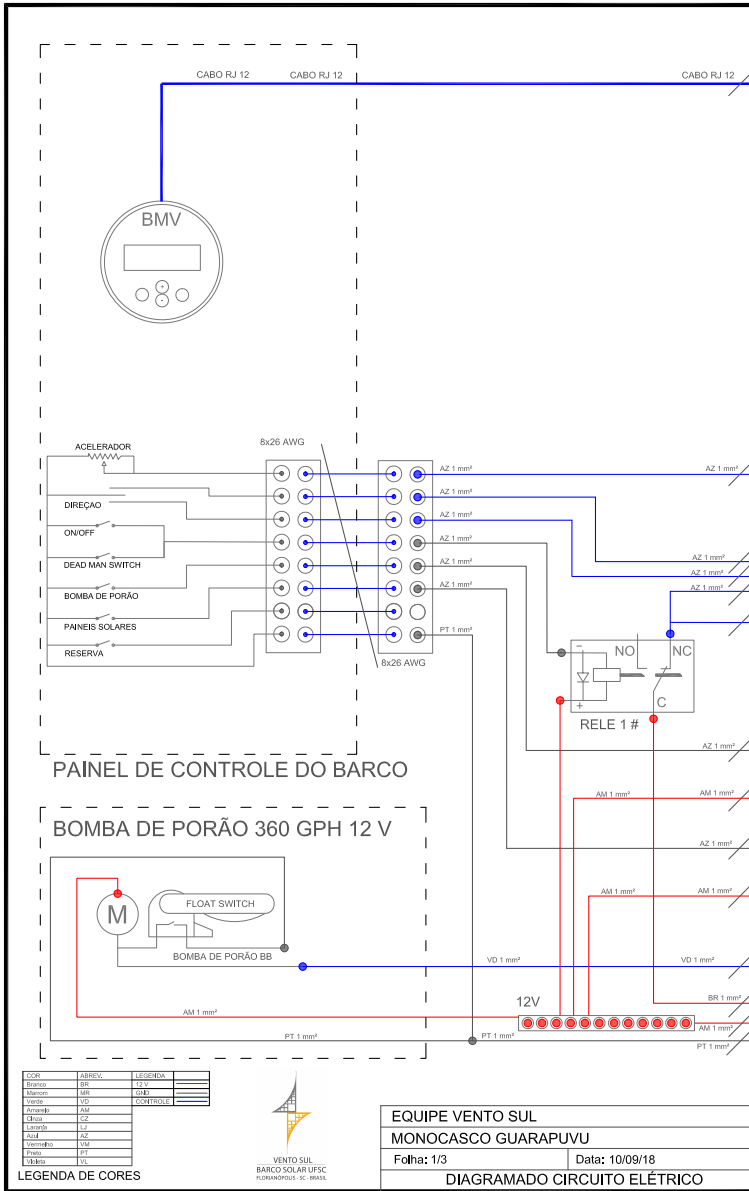 CABO RJ 12 CABO RJ 12 CABO RJ 12
BMV
+
-
8x26 AWG
ACELERADOR
DIREÇAO
ON/OFF
DEAD MAN SWITCH
BOMBA DE PORÃO
PAINEIS SOLARES
RESERVA
AZ 1 mm² AZ 1 mm²
AZ 1 mm²
AZ 1 mm²
AZ 1 mm²
AZ 1 mm²
AZ 1 mm²
PT 1 mm²
8x26 AWG
AZ 1 mm²
AZ 1 mm²
AZ 1 mm²
- NO NC
+ C
RELE 1 #
AZ 1 mm²
PAINEL DE CONTROLE DO BARCO
AM 1 mm² AM 1 mm²
BOMBA DE PORÃO 360 GPH 12 V
AZ 1 mm²
AM 1 mm² AM 1 mm²
M
FLOAT SWITCH
BOMBA DE PORÃO BB
VD 1 mm² VD 1 mm²
12V
BR 1 mm²
AM 1 mm²
AM 1 mm²
PT 1 mm² PT 1 mm²
PT 1 mm²
COR ABREV. LEGENDA
Branco BR 12 V
Marrom MR GND
Verde VD CONTROLE
Amarelo AM
Cinza CZ
Laranja LJ
Azul AZ
Vermelho VM
Preto PT
Violeta VL
LEGENDA DE CORES
VENTO SUL
BARCO SOLAR UFSC
FLORIANÓPOLIS - SC - BRASIL
EQUIPE VENTO SUL
MONOCASCO GUARAPUVU
Folha: 1/3 Data: 10/09/18
DIAGRAMADO CIRCUITO ELÉTRICO